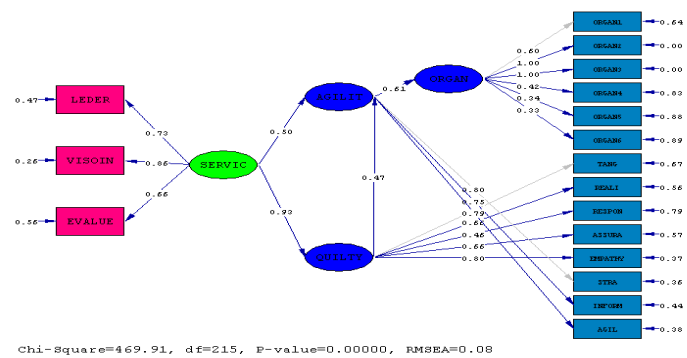 ORGAN1 0.64
ORGAN2 0.00
ORGAN3 0.00
ORGAN4 0.83
ORGAN5 0.88
ORGAN6 0.89
TANG 0.67
REALI 0.56
RESPON 0.79
ASSURA 0.57
EMPATHY 0.37
STRA 0.36
INFORM 0.44
AGIL 0.38
0.47 LEDER
0.26 VISOIN
0.56 EVALUE
0.73
0.86
0.66
SERVIC
0.50
0.93
AGILIT
0.47
QUILTY
0.61
ORGAN
0.60
1.00
1.00
0.42
0.34
0.33
0.80
0.75
0.79
0.66
0.46
0.66
0.80
Chi-Square=469.91, df=215, P-value=0.00000, RMSEA=0.08